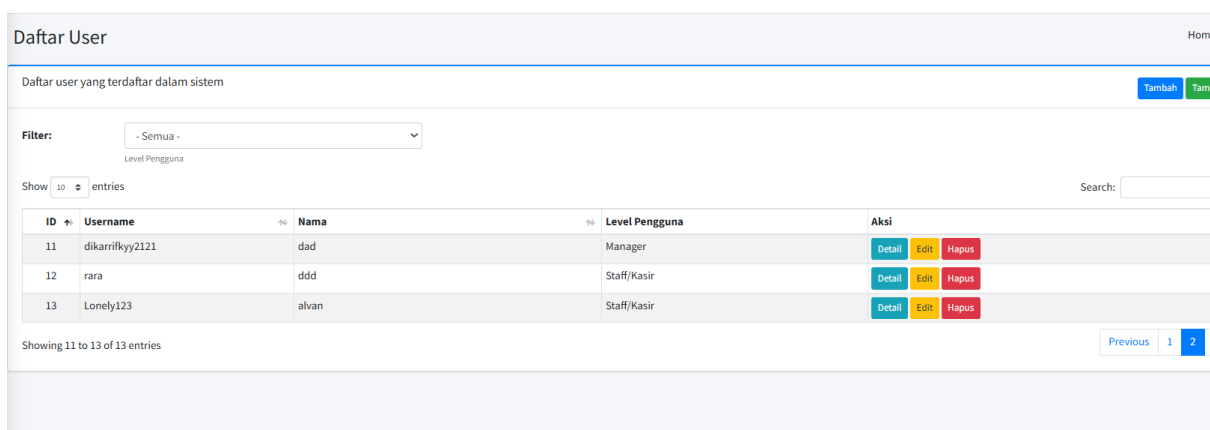 Daftar User
Hom
Daftar user yang terdaftar dalam sistem
Tambah Tam
Filter: - Semua -
Level Pengguna
Show 10 entries Search:
ID Username Nama Level Pengguna Aksi
11 dikarrifkyy2121 dad Manager Detail Edit Hapus
12 rara ddd Staff/Kasir Detail Edit Hapus
13 Lonely123 alvan Staff/Kasir Detail Edit Hapus
Showing 11 to 13 of 13 entries Previous 1 2